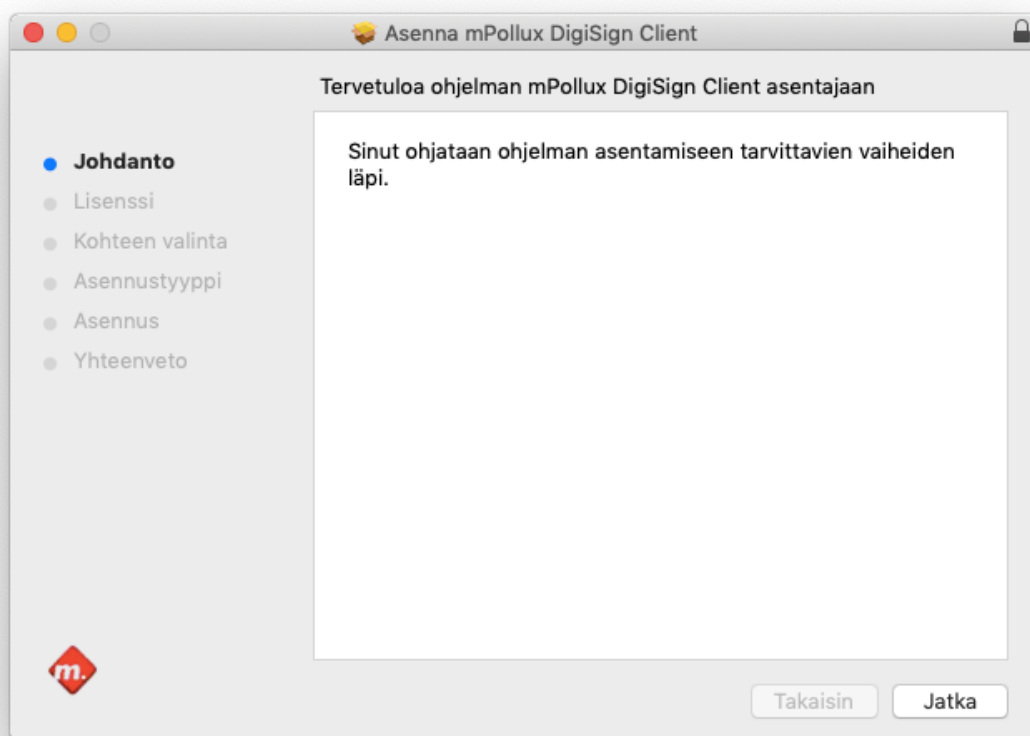 Asenna mPollux DigiSign Client
Tervetuloa ohjelman mPollux DigiSign Client asentajaan
Johdanto
Lisenssi
Kohteen valinta
Asennustyyppi
Asennus
Yhteenveto
Sinut ohjataan ohjelman asentamiseen tarvittavien vaiheiden
läpi.
m.
Takaisin
Jatka